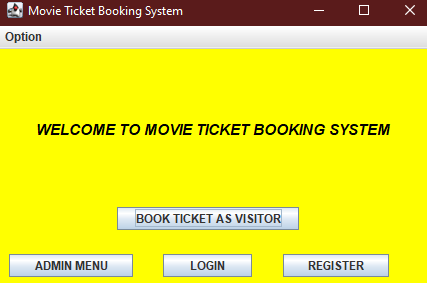 Movie Ticket Booking System
Option
WELCOME TO MOVIE TICKET BOOKING SYSTEM
BOOK TICKET AS VISITOR
ADMIN MENU LOGIN REGISTER